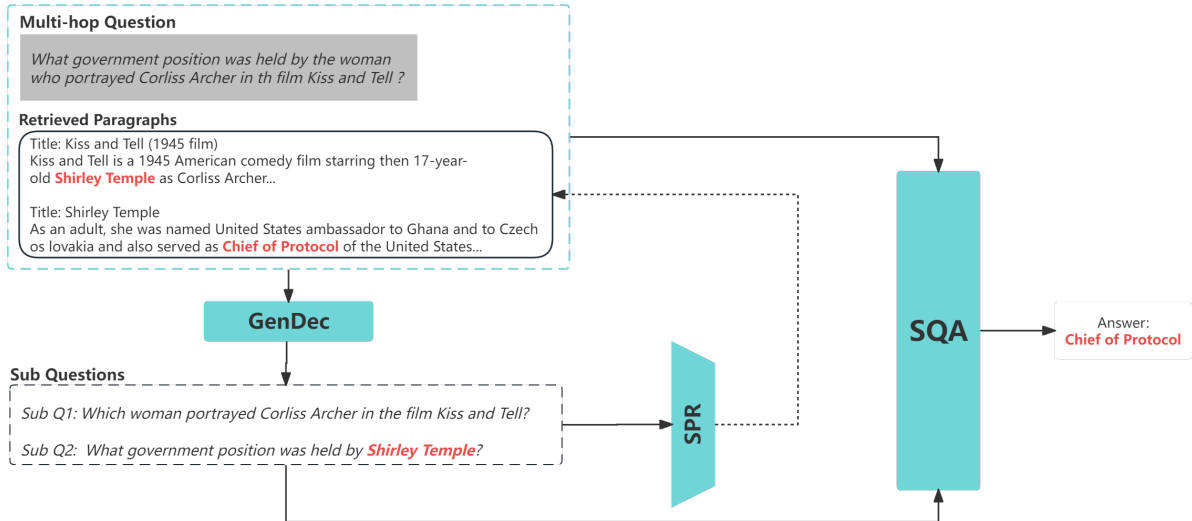 Multi-hop Question
What government position was held by the woman
who portrayed Corliss Archer in th film Kiss and Tell ?
Retrieved Paragraphs
Title: Kiss and Tell (1945 film)
Kiss and Tell is a 1945 American comedy film starring then 17-year-
old Shirley Temple as Corliss Archer...
Title: Shirley Temple
As an adult, she was named United States ambassador to Ghana and to Czech
os lovakia and also served as Chief of Protocol of the United States...
GenDec
Sub Questions
Sub Q1: Which woman portrayed Corliss Archer in the film Kiss and Tell?
Sub Q2: What government position was held by Shirley Temple?
SPR
SQA
Answer:
Chief of Protocol